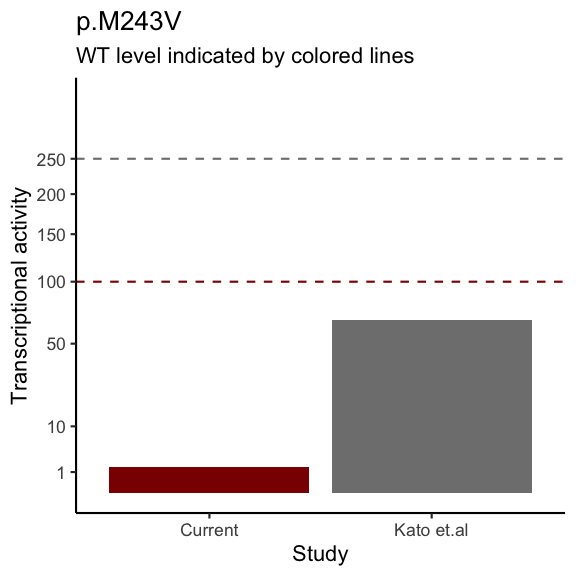 p.M243V
WT level indicated by colored lines
Transcriptional activity
250
200
150
100
50
10
1
Current
Kato et.al
Study